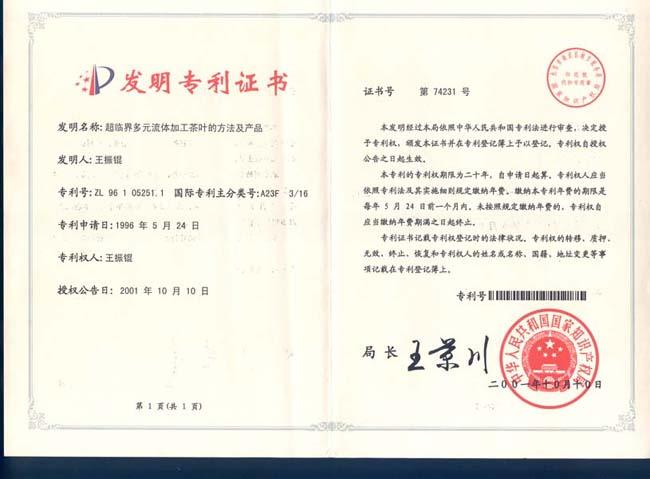 发明专利证书
发明名称：超临界多元流体加工茶叶的方法及产品
发明人：王振锟
专利号：ZL 96 1 05251.1 国际专利主分类号：A23F 3/16
专利申请日：1996 年 5 月 24 日
专利权人：王振锟
授权公告日：2001 年 10 月 10 日
第 1 页(共 1 页)
证书号 第 74231 号
本发明经过本局依照中华人民共和国专利法进行审查，决定授
予专利权，颁发本证书并在专利登记簿上予以登记。专利权自授权
公告之日起生效。
本专利的专利权期限为二十年，自申请日起算。专利权人应当
依照专利法及其实施细则规定缴纳年费。缴纳本专利年费的期限是
每年 5 月 24 日前一个月内。未按照规定缴纳年费的，专利权自
应当缴纳年费期满之日起终止。
专利证书记载专利权登记时的法律状况。专利权的转移、质押、
无效、终止、恢复和专利权人的姓名或名称、国籍、地址变更等事
项记载在专利登记簿上。
专利号
局长 王景川
中华人民共和国国家知识产权局
二〇〇一年十月十日